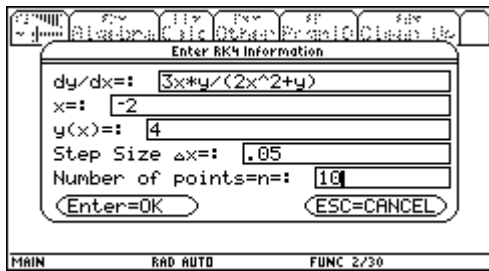 Enter RK4 Information
dy/dx=: 3x*y/(2x^2+y)
x=: -2
y(x)=: 4
Step Size △x=: .05
Number of points=n=: 10
Enter=OK ESC=CANCEL
MAIN RAD AUTO FUNC 2/30